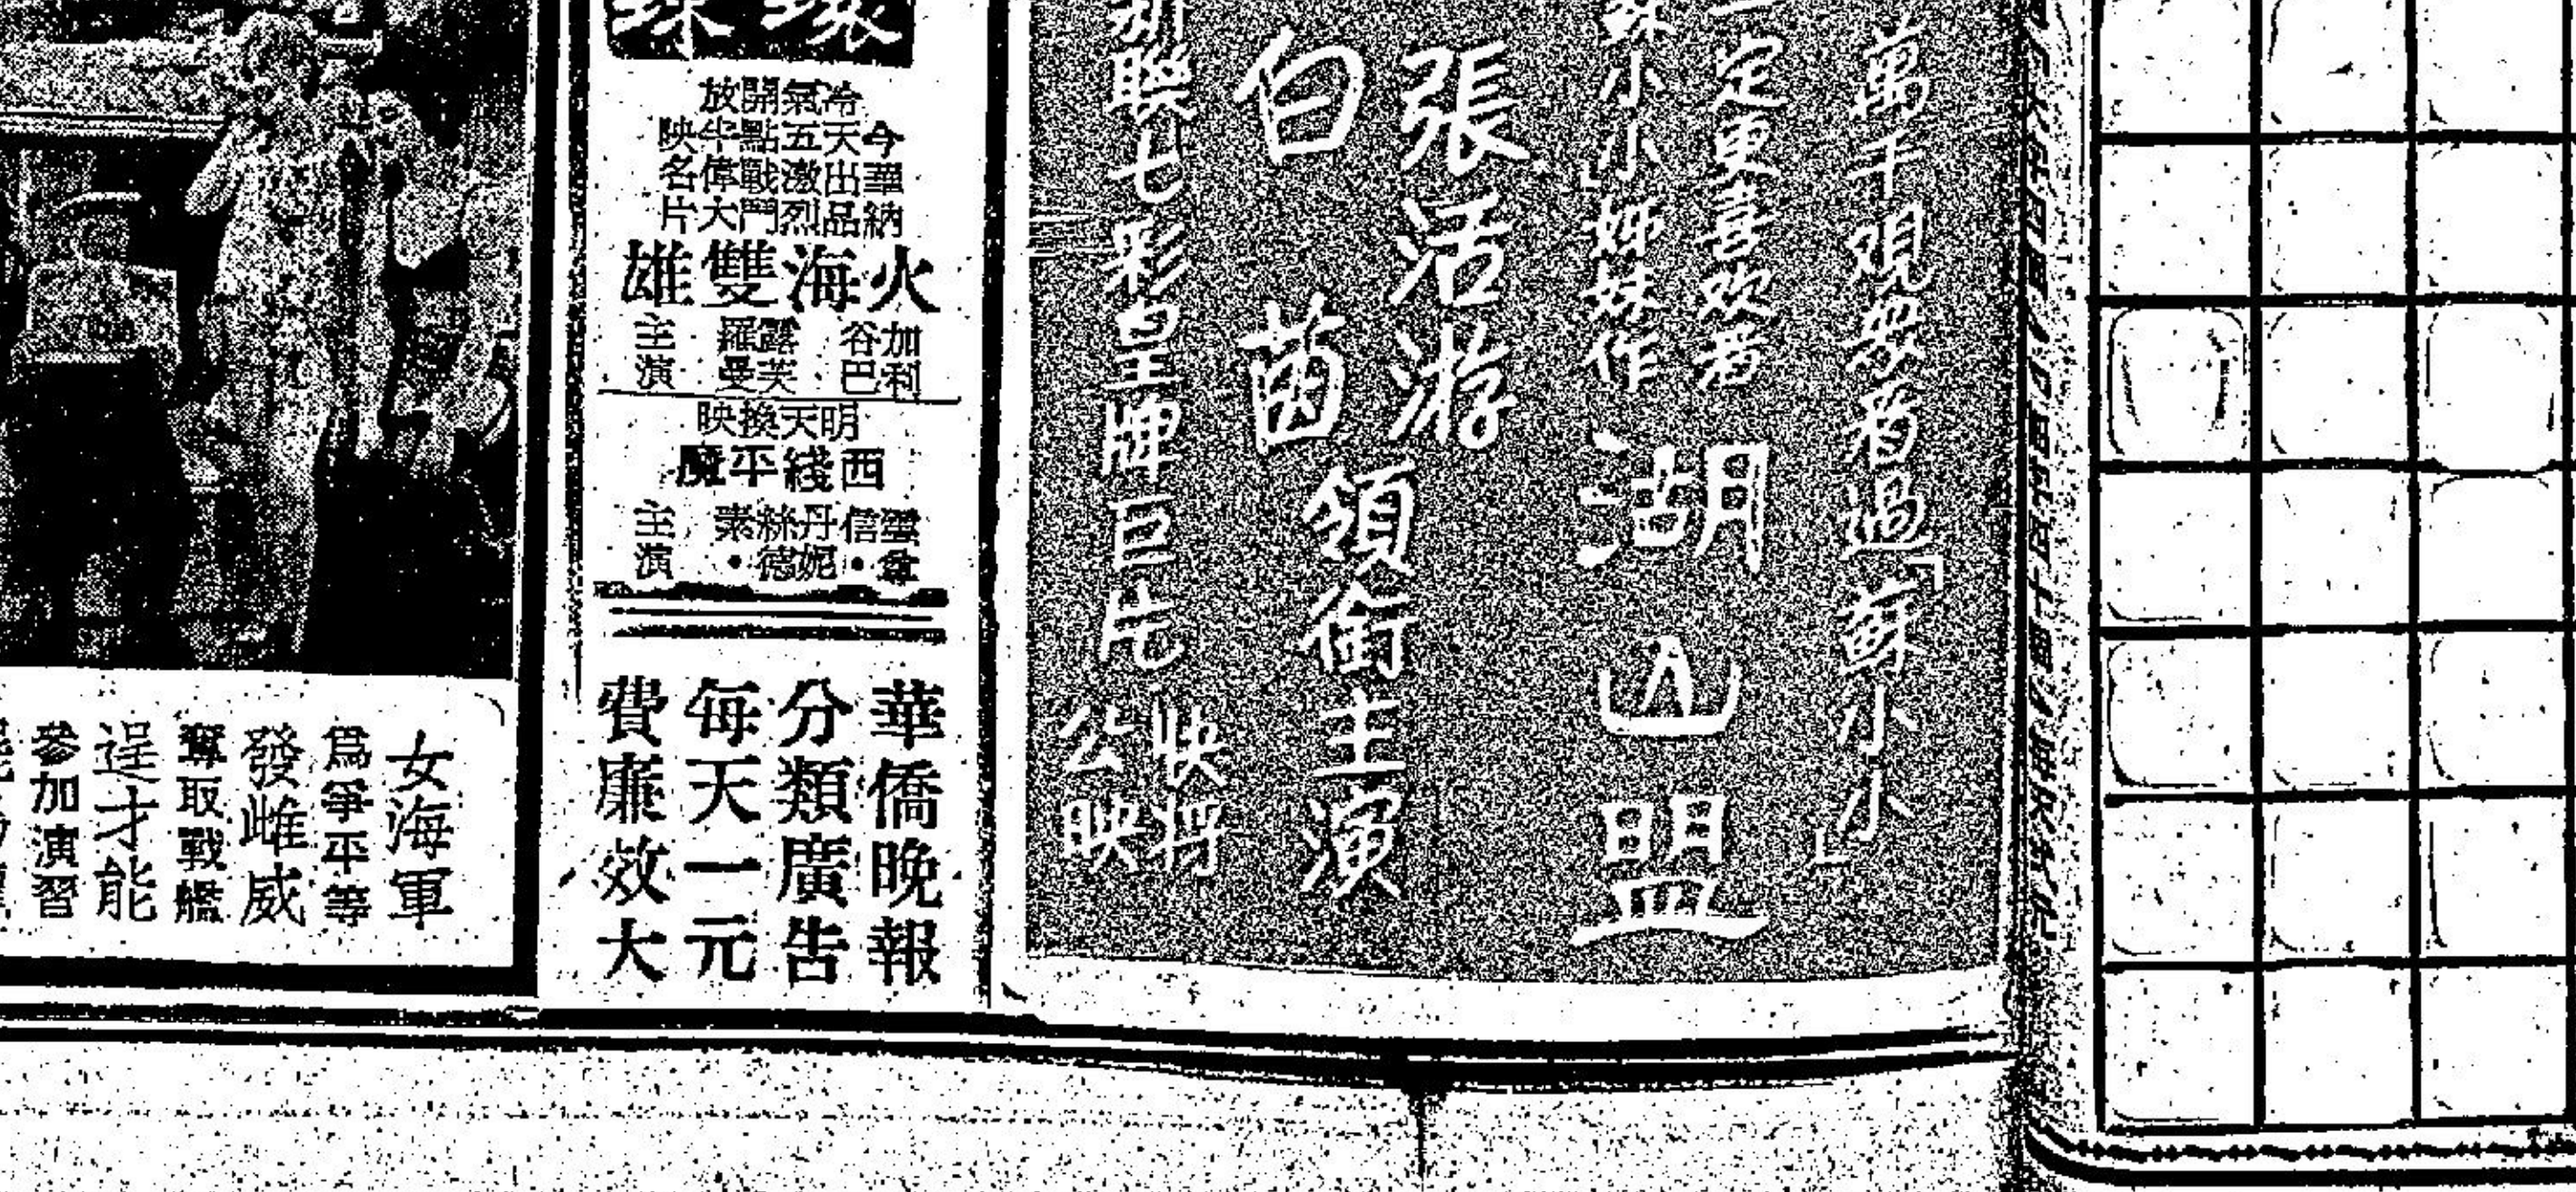 萬千觀眾看過「蘇小小」
一定更喜歡看
蘇小小」姊妹作
湖山盟
張活游
白茵
領銜主演
新聯七彩皇牌巨片
快將
公映
冷氣開放
今天五點半映
華出激戰偉名
納品烈鬥大片
火海雙雄
加利谷巴
露芙羅曼
主演
明天換映
西綫平魔
丹妮
絲德
主演
華僑晚報
分類廣告
每天一元
費廉效大
女海軍
爲爭平等
發雌威
奪取戰艦
逞才能
參加演習